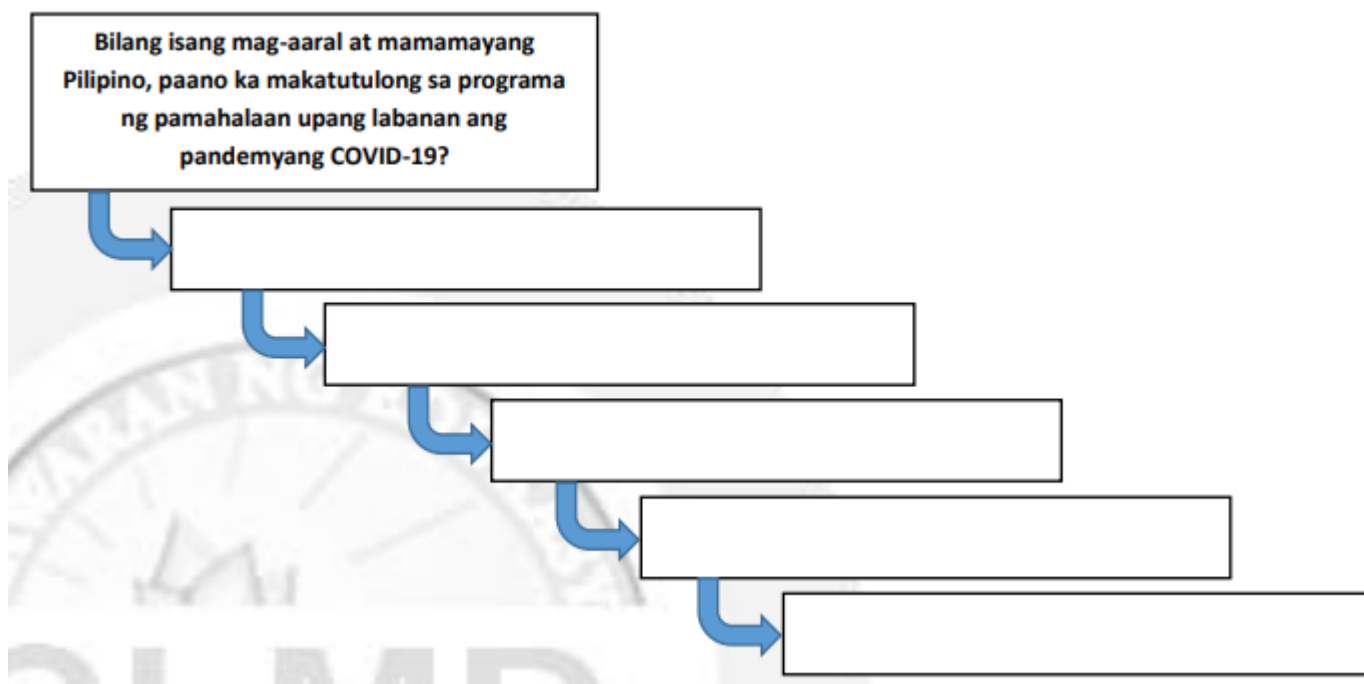 Bilang isang mag-aaral at mamamayang
Pilipino, paano ka makatutulong sa programa
ng pamahalaan upang labanan ang
pandemyang COVID-19?